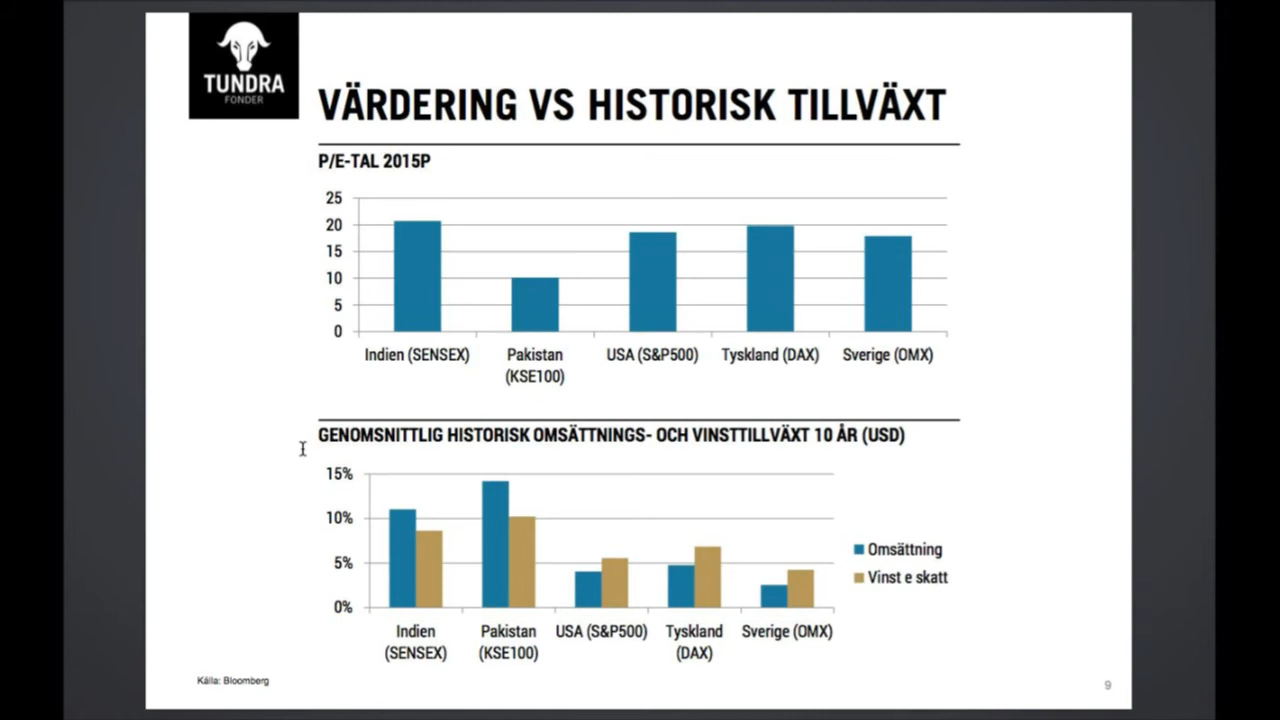 TUNDRA
FONDER
VÄRDERING VS HISTORISK TILLVÄXT
P/E-TAL 2015P
25
20
15
10
5
0
Indien (SENSEX)
Pakistan
(KSE100)
USA (S&P500)
Tyskland (DAX)
Sverige (OMX)
GENOMSNITTLIG HISTORISK OMSÄTTNINGS- OCH VINSTTILLVÄXT 10 ÅR (USD)
15%
10%
5%
0%
Omsättning
Vinst e skatt
Indien
(SENSEX)
Pakistan
(KSE100)
USA (S&P500)
Tyskland
(DAX)
Sverige (OMX)
Källa: Bloomberg
9